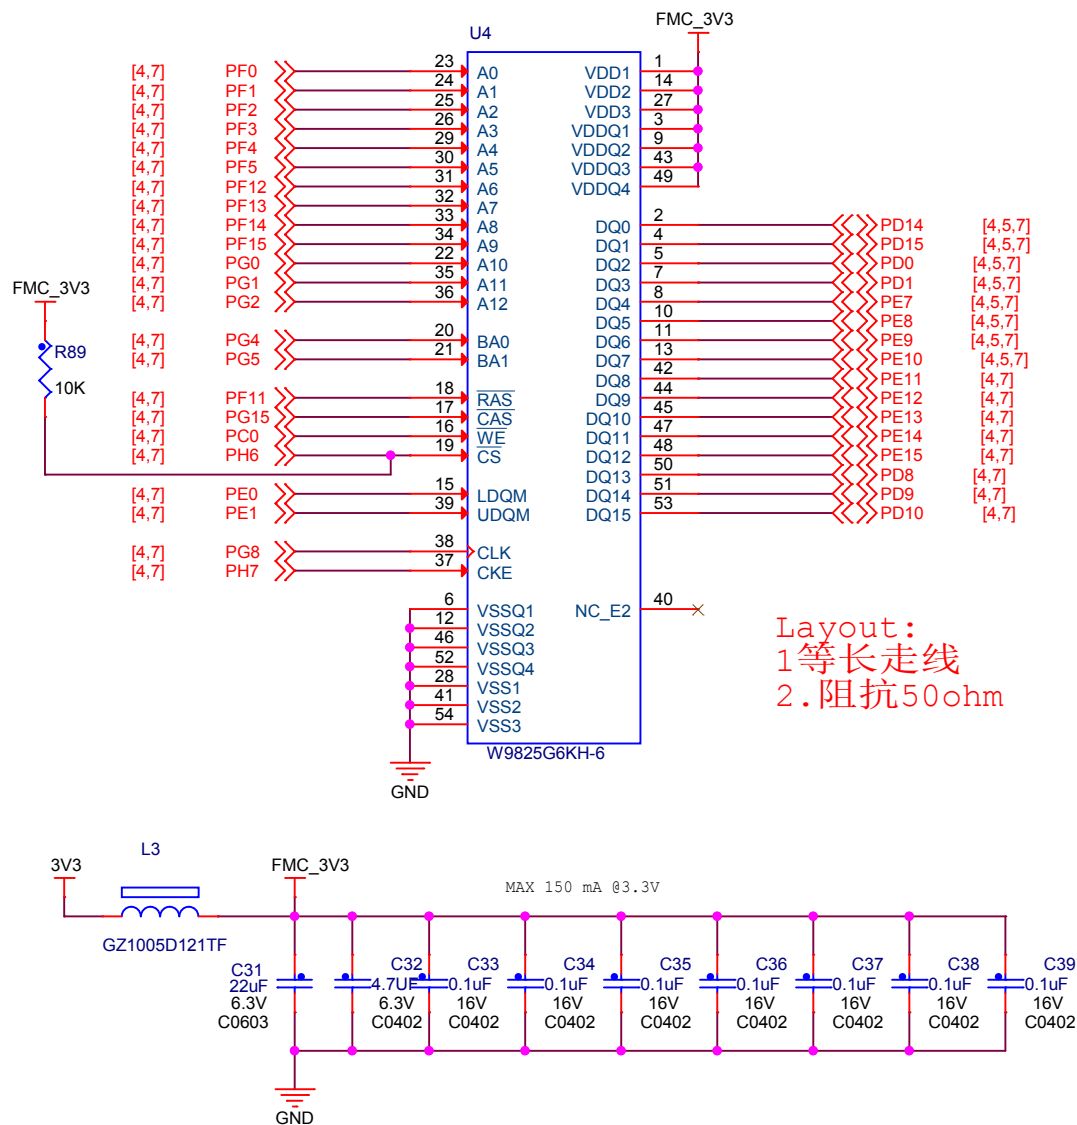 FMC_3V3
U4
[4,7] PF0 23 A0 VDD1 1
[4,7] PF1 24 A1 VDD2 14
[4,7] PF2 25 A2 VDD3 27
[4,7] PF3 26 A3 VDDQ1 3
[4,7] PF4 29 A4 VDDQ2 9
[4,7] PF5 30 A5 VDDQ3 43
[4,7] PF12 31 A6 VDDQ4 49
[4,7] PF13 32 A7
[4,7] PF14 33 A8 DQ0 2 PD14 [4,5,7]
[4,7] PF15 34 A9 DQ1 4 PD15 [4,5,7]
[4,7] PG0 22 A10 DQ2 5 PD0 [4,5,7]
[4,7] PG1 35 A11 DQ3 7 PD1 [4,5,7]
[4,7] PG2 36 A12 DQ4 8 PE7 [4,5,7]
FMC_3V3
DQ5 10 PE8 [4,5,7]
[4,7] PG4 20 BA0 DQ6 11 PE9 [4,5,7]
[4,7] PG5 21 BA1 DQ7 13 PE10 [4,5,7]
R89
10K
DQ8 42 PE11 [4,7]
[4,7] PF11 18 RAS DQ9 44 PE12 [4,7]
[4,7] PG15 17 CAS DQ10 45 PE13 [4,7]
[4,7] PC0 16 WE DQ11 47 PE14 [4,7]
[4,7] PH6 19 CS DQ12 48 PE15 [4,7]
DQ13 50 PD8 [4,7]
[4,7] PE0 15 LDQM DQ14 51 PD9 [4,7]
[4,7] PE1 39 UDQM DQ15 53 PD10 [4,7]
[4,7] PG8 38 CLK
[4,7] PH7 37 CKE
6 VSSQ1 NC_E2 40
12 VSSQ2
46 VSSQ3
52 VSSQ4
28 VSS1
41 VSS2
54 VSS3
W9825G6KH-6
GND
Layout:
1等长走线
2.阻抗50ohm
L3
3V3
FMC_3V3
MAX 150 mA @3.3V
GZ1005D121TF
C31 C32 C33 C34 C35 C36 C37 C38 C39
22uF 4.7UF 0.1uF 0.1uF 0.1uF 0.1uF 0.1uF 0.1uF 0.1uF
6.3V 6.3V 16V 16V 16V 16V 16V 16V 16V
C0603 C0402 C0402 C0402 C0402 C0402 C0402 C0402 C0402
GND